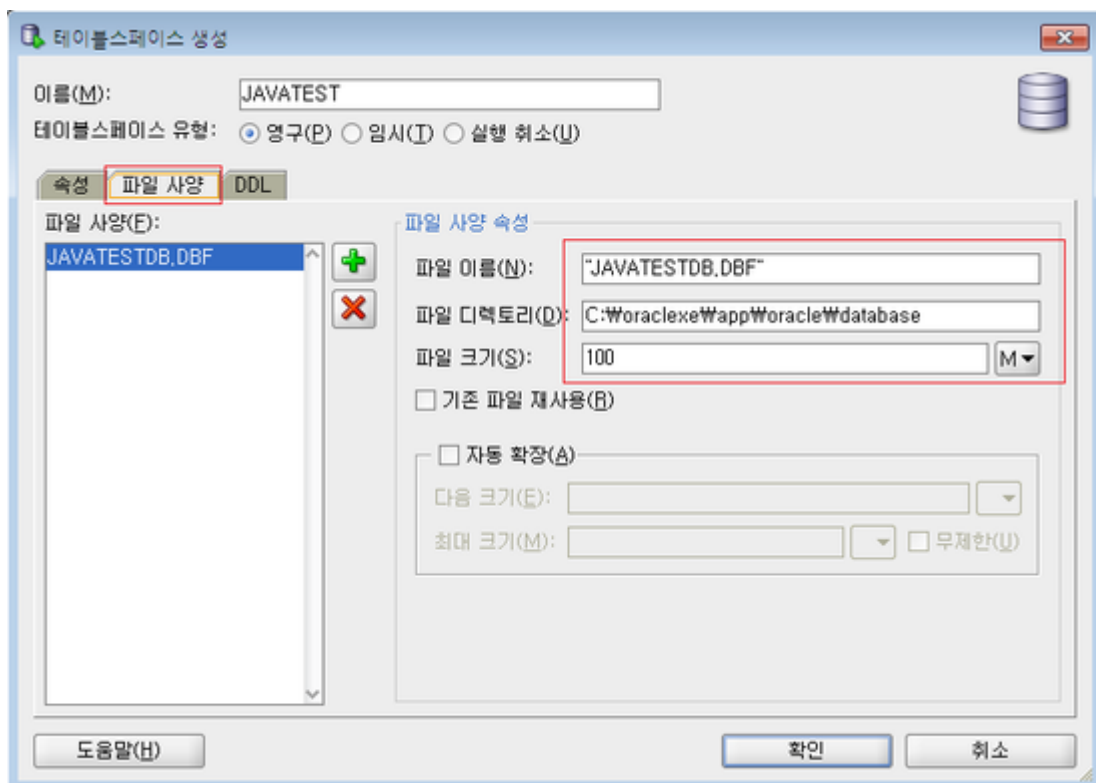 테이블스페이스 생성
이름(M): JAVATEST
테이블스페이스 유형: 영구(P) 임시(T) 실행 취소(U)
속성 파일 사양 DDL
파일 사양(F):
JAVATESTDB.DBF
파일 사양 속성
파일 이름(N): "JAVATESTDB.DBF"
파일 디렉토리(D): C:₩oraclexe₩app₩oracle₩database
파일 크기(S): 100 M
기존 파일 재사용(R)
자동 확장(A)
다음 크기(E):
최대 크기(M): 무제한(U)
도움말(H) 확인 취소